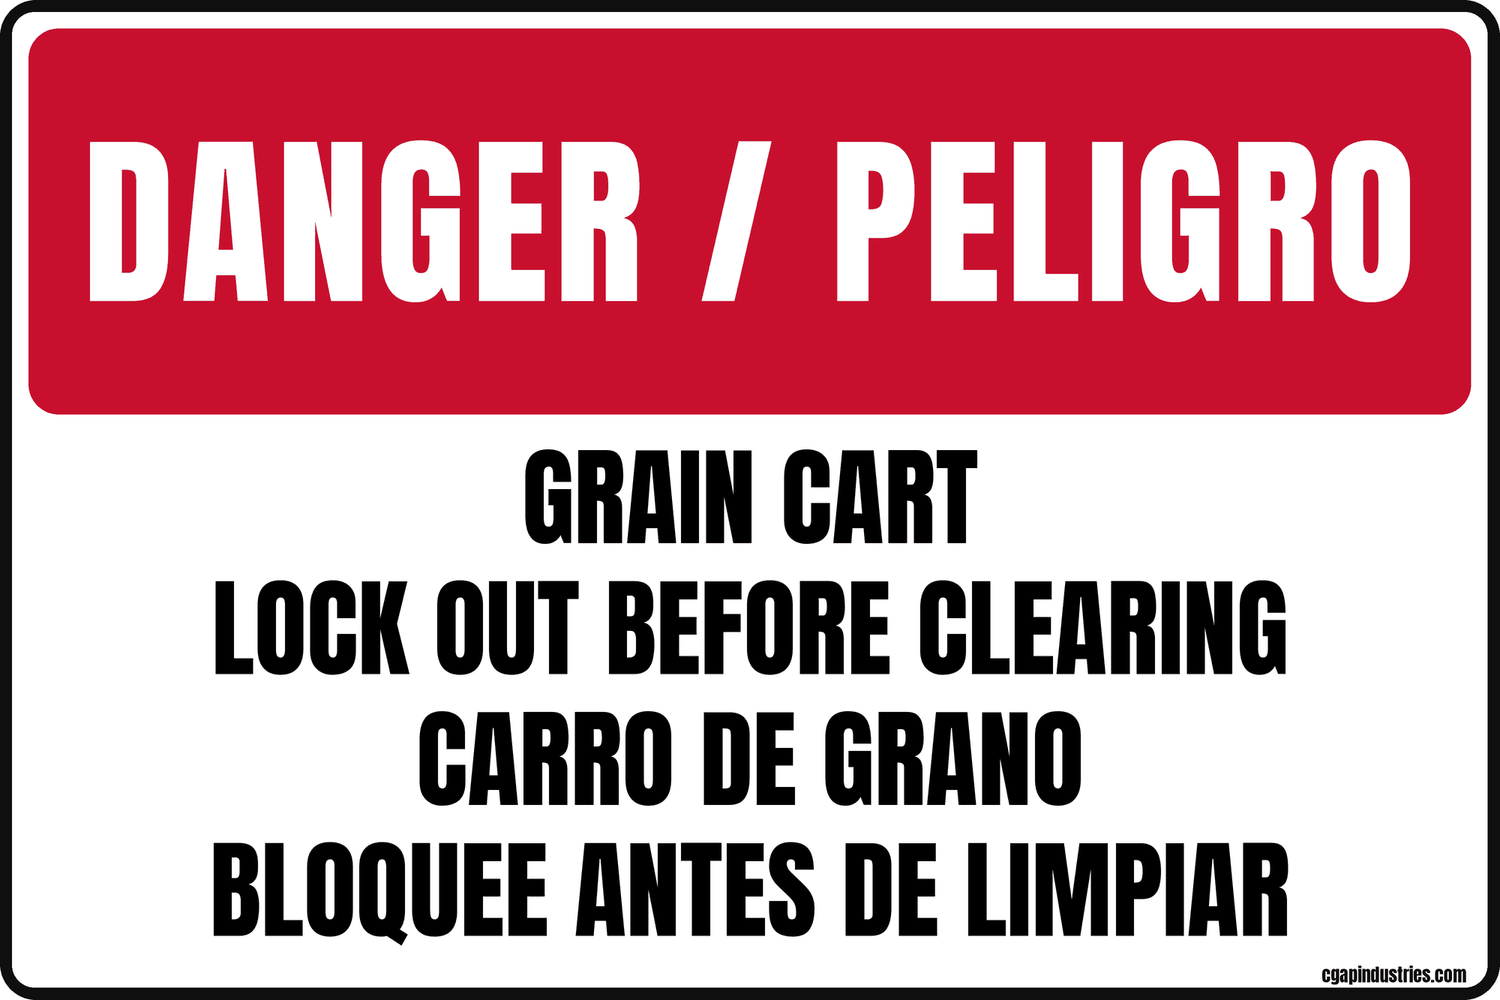 DANGER / PELIGRO
GRAIN CART
LOCK OUT BEFORE CLEARING
CARRO DE GRANO
BLOQUEE ANTES DE LIMPIAR
cgapindustries.com